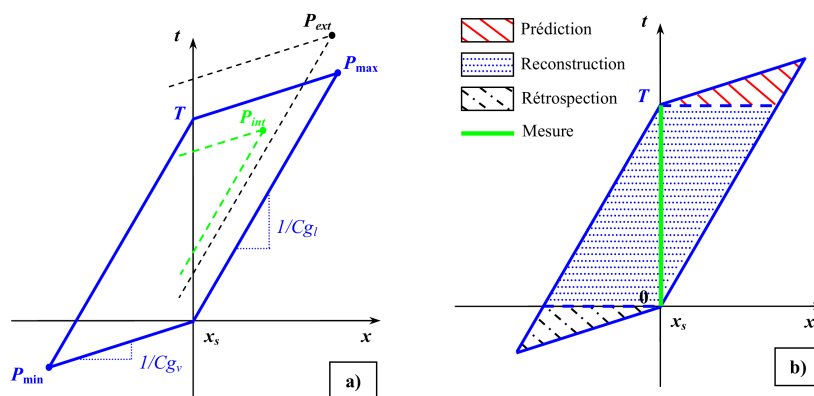 t
P_ext
P_max
T
P_int
1/Cg_l
x_s
x
P_min
1/Cg_v
a)
Prédiction
Reconstruction
Rétrospection
Mesure
t
T
0
x_s
x
b)